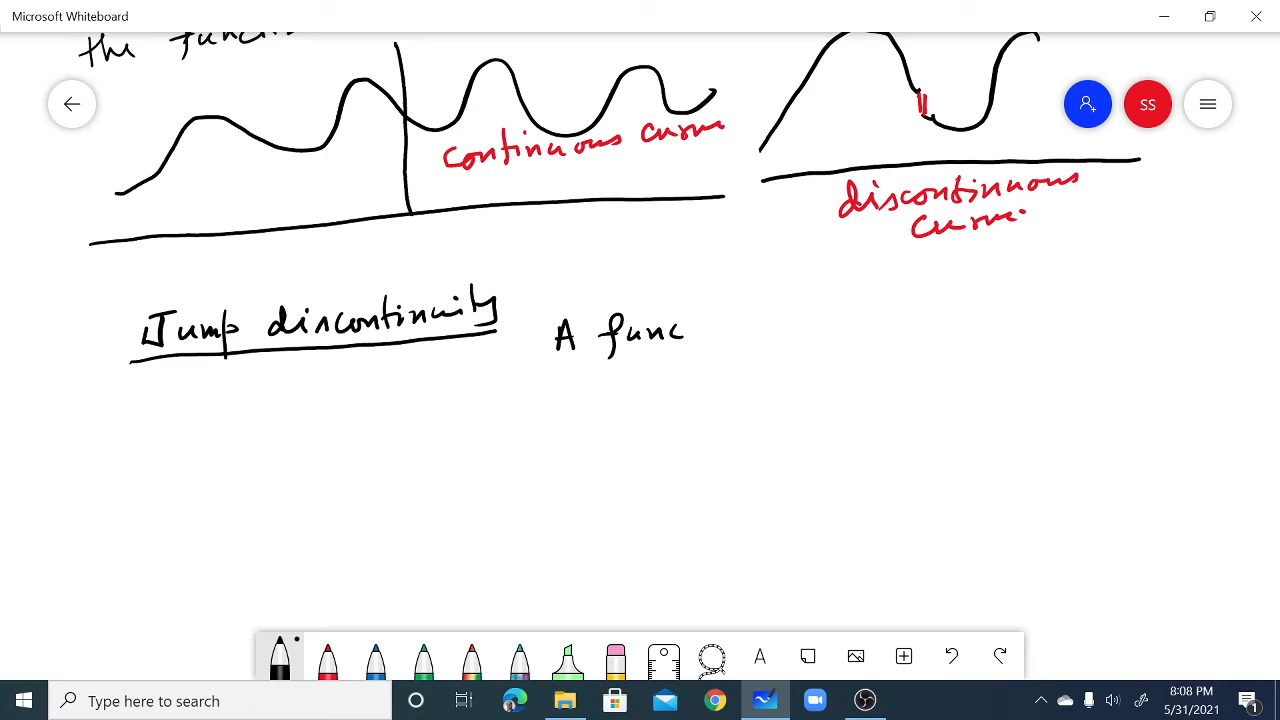 Microsoft Whiteboard
the
SS
continuous curve
discontinuous
curve.
Jump discontinuity
A func
A
Type here to search
8:08 PM
5/31/2021
1